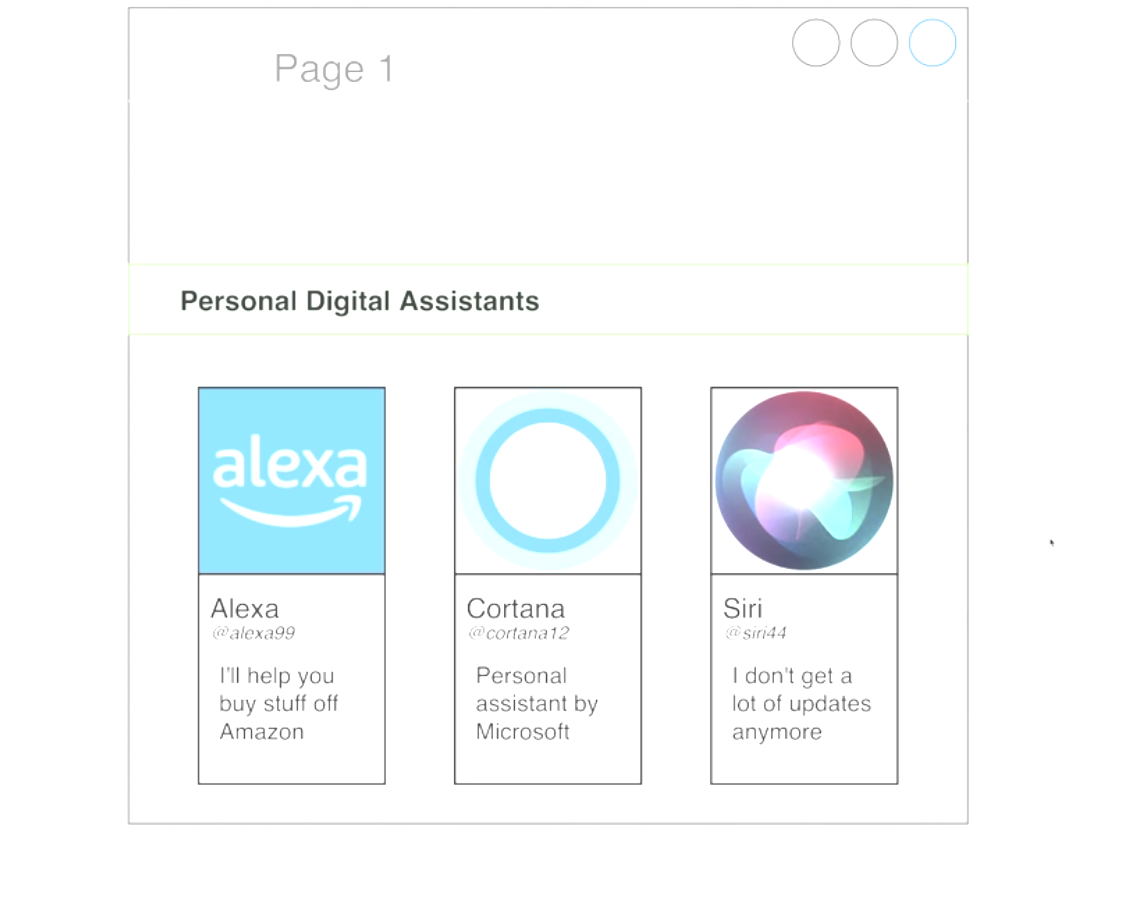 Page 1
Personal Digital Assistants
alexa
Alexa
@alexa99
I'll help you
buy stuff off
Amazon
Cortana
@cortana12
Personal
assistant by
Microsoft
Siri
@siri44
I don't get a
lot of updates
anymore